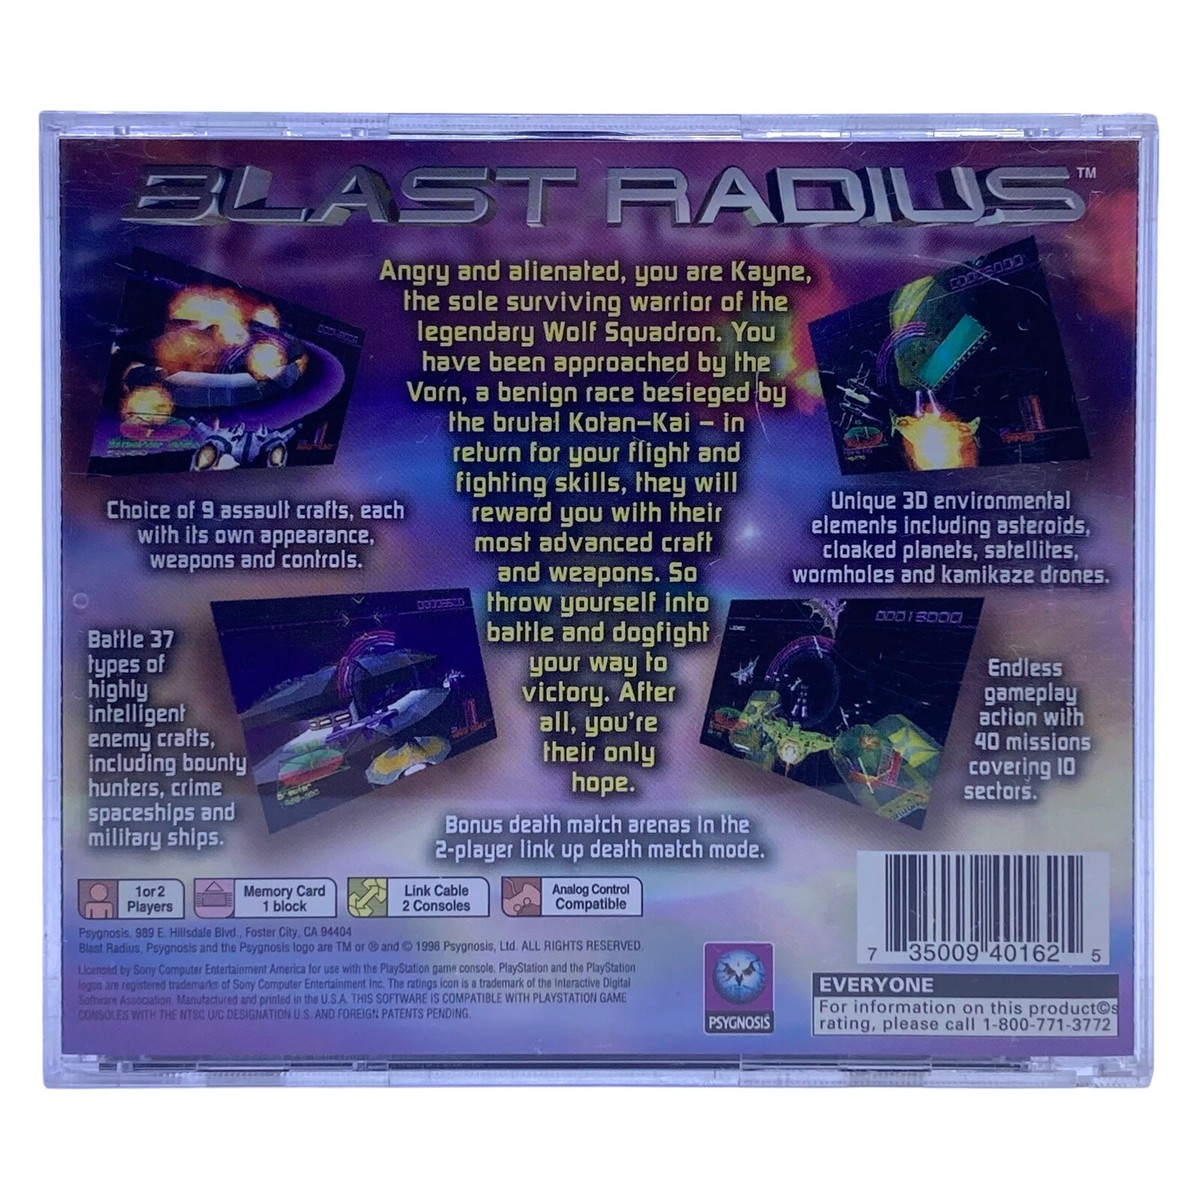 BLAST RADIUS™
Angry and alienated, you are Kayne,
the sole surviving warrior of the
legendary Wolf Squadron. You
have been approached by the
Vorn, a benign race besieged by
the brutal Kotan-Kai – in
return for your flight and
fighting skills, they will
reward you with their
most advanced craft
and weapons. So
throw yourself into
battle and dogfight
your way to
victory. After
all, you're
their only
hope.
Choice of 9 assault crafts, each
with its own appearance,
weapons and controls.
Unique 3D environmental
elements including asteroids,
cloaked planets, satellites,
wormholes and kamikaze drones.
Battle 37
types of
highly
intelligent
enemy crafts,
including bounty
hunters, crime
spaceships and
military ships.
Endless
gameplay
action with
40 missions
covering 10
sectors.
Bonus death match arenas in the
2-player link up death match mode.
1 or 2
Players
Memory Card
1 block
Link Cable
2 Consoles
Analog Control
Compatible
Psygnosis. 989 E. Hillsdale Blvd., Foster City, CA 94404
Blast Radius, Psygnosis and the Psygnosis logo are TM or ® and © 1998 Psygnosis, Ltd. ALL RIGHTS RESERVED.
Licensed by Sony Computer Entertainment America for use with the PlayStation game console. PlayStation and the PlayStation
logos are registered trademarks of Sony Computer Entertainment Inc. The ratings icon is a trademark of the Interactive Digital
Software Association. Manufactured and printed in the U.S.A. THIS SOFTWARE IS COMPATIBLE WITH PLAYSTATION GAME
CONSOLES WITH THE NTSC U/C DESIGNATION U.S. AND FOREIGN PATENTS PENDING.
PSYGNOSIS
7 35009 40162 5
EVERYONE
For information on this product©s
rating, please call 1-800-771-3772